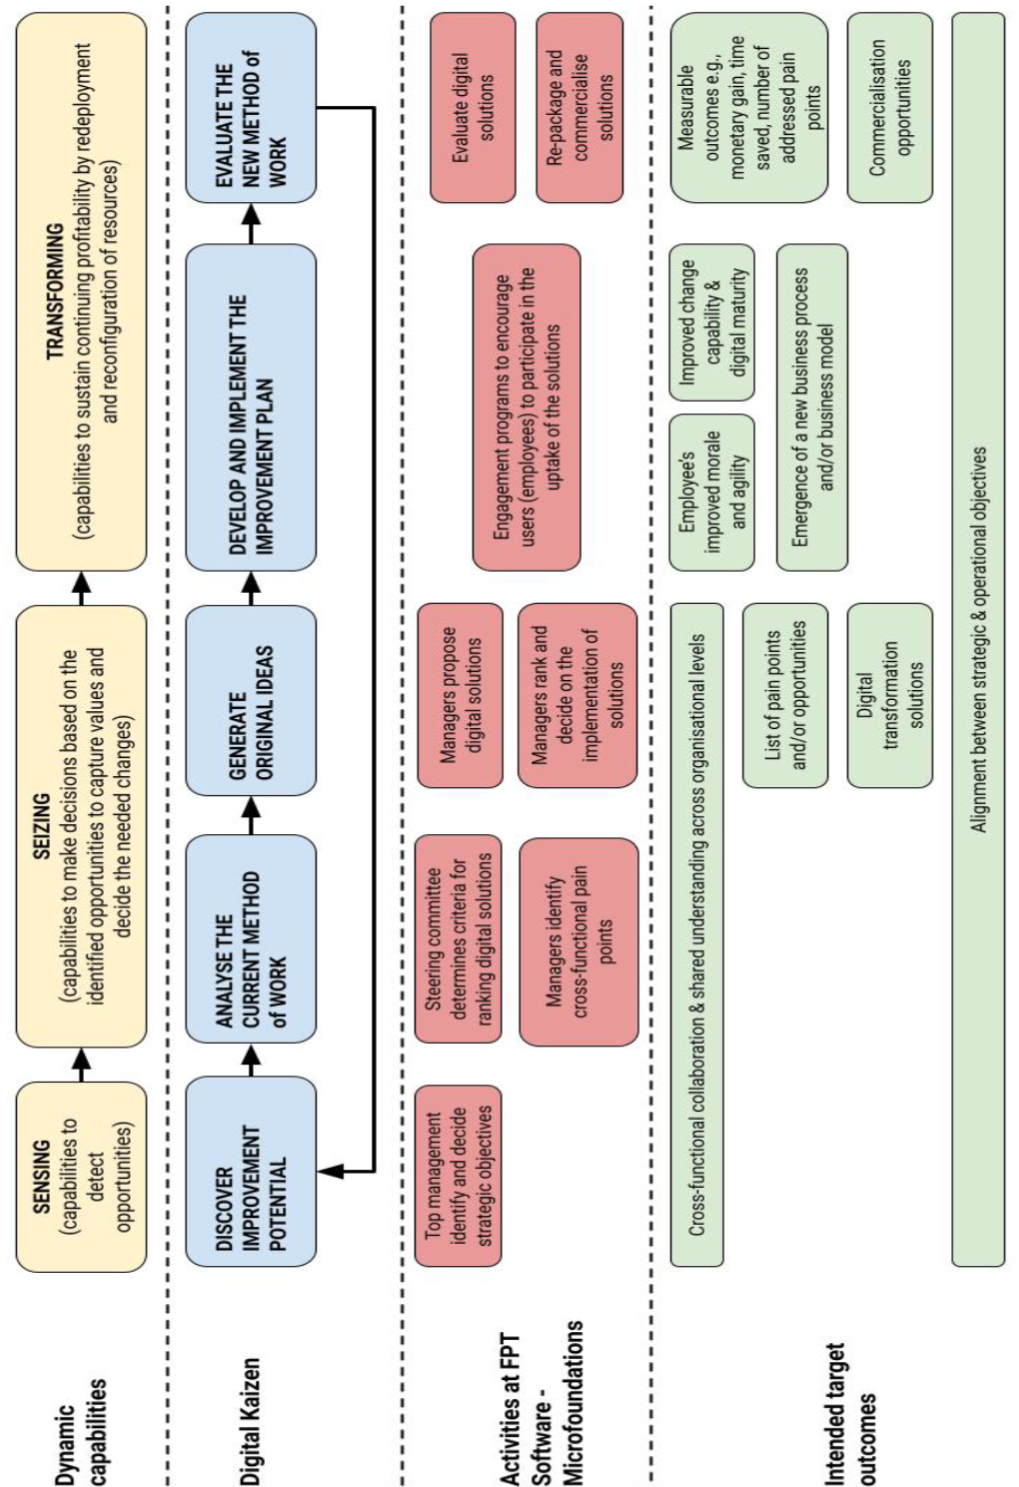 Dynamic
capabilities
SENSING
(capabilities to
detect
opportunities)
SEIZING
(capabilities to make decisions based on the
identified opportunities to capture values and
decide the needed changes)
TRANSFORMING
(capabilities to sustain continuing profitability by redeployment
and reconfiguration of resources)
Digital Kaizen
DISCOVER
IMPROVEMENT
POTENTIAL
ANALYSE THE
CURRENT METHOD
of WORK
GENERATE
ORIGINAL IDEAS
DEVELOP AND IMPLEMENT THE
IMPROVEMENT PLAN
EVALUATE THE
NEW METHOD of
WORK
Activities at FPT
Software -
Microfoundations
Top management
identify and decide
strategic objectives
Steering committee
determines criteria for
ranking digital solutions
Managers identify
cross-functional pain
points
Managers propose
digital solutions
Managers rank and
decide on the
implementation of
solutions
Engagement programs to encourage
users (employees) to participate in the
uptake of the solutions
Evaluate digital
solutions
Re-package and
commercialise
solutions
Intended target
outcomes
Cross-functional collaboration & shared understanding across organisational levels
List of pain points
and/or opportunities
Digital
transformation
solutions
Employee's
improved morale
and agility
Improved change
capability &
digital maturity
Emergence of a new business process
and/or business model
Measurable
outcomes e.g.,
monetary gain, time
saved, number of
addressed pain
points
Commercialisation
opportunities
Alignment between strategic & operational objectives